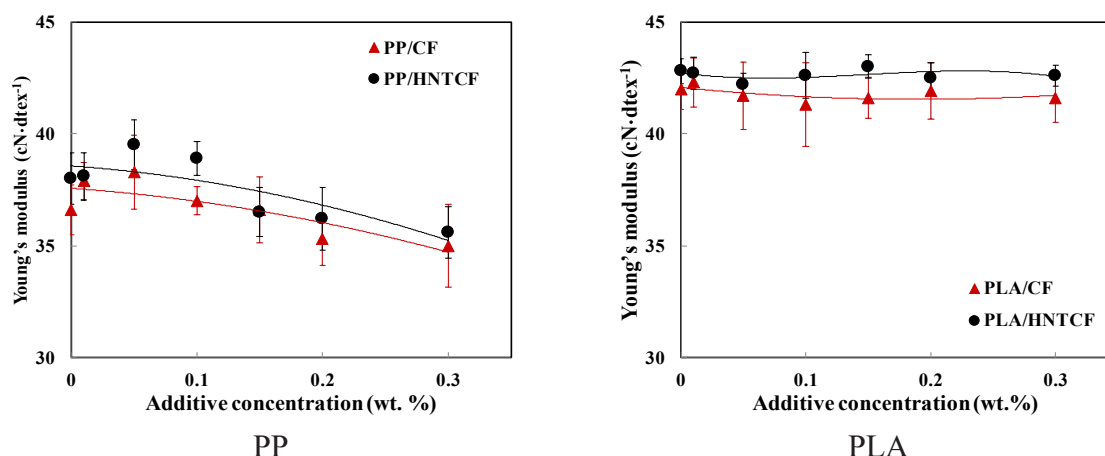 45
40
35
30
Young's modulus (cN·dtex-1)
PP/CF
PP/HNTCF
0 0.1 0.2 0.3
Additive concentration (wt. %)
PP
45
40
35
30
Young's modulus (cN·dtex-1)
PLA/CF
PLA/HNTCF
0 0.1 0.2 0.3
Additive concentration (wt.%)
PLA